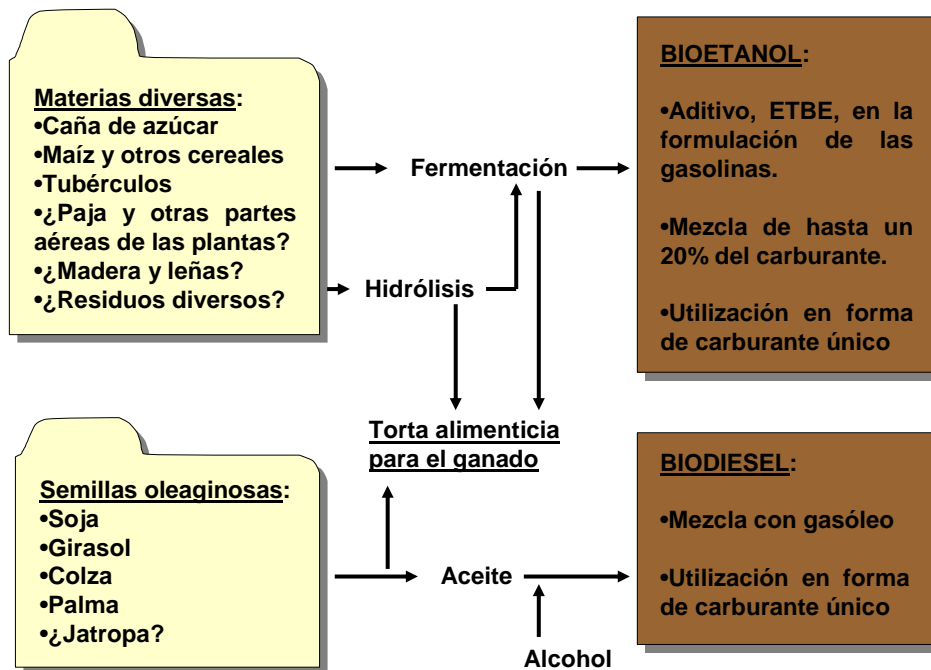 Materias diversas:
•Caña de azúcar
•Maíz y otros cereales
•Tubérculos
•¿Paja y otras partes
aéreas de las plantas?
•¿Madera y leñas?
•¿Residuos diversos?
Fermentación
Hidrólisis
BIOETANOL:
•Aditivo, ETBE, en la
formulación de las
gasolinas.
•Mezcla de hasta un
20% del carburante.
•Utilización en forma
de carburante único
Torta alimenticia
para el ganado
Semillas oleaginosas:
•Soja
•Girasol
•Colza
•Palma
•¿Jatropa?
Aceite
Alcohol
BIODIESEL:
•Mezcla con gasóleo
•Utilización en forma
de carburante único